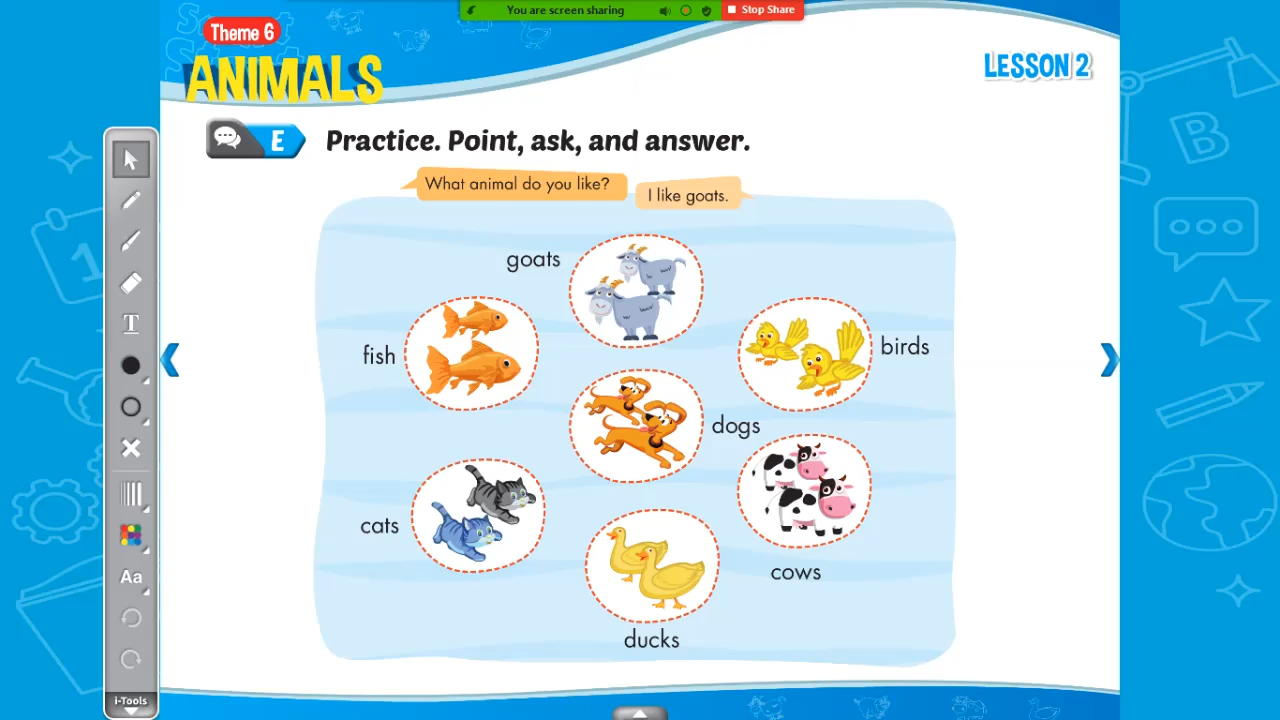 You are screen sharing
Stop Share
Theme 6
ANIMALS
LESSON 2
E
Practice. Point, ask, and answer.
What animal do you like?
I like goats.
goats
fish
birds
dogs
cats
cows
ducks
T
Aa
i-Tools
1
B